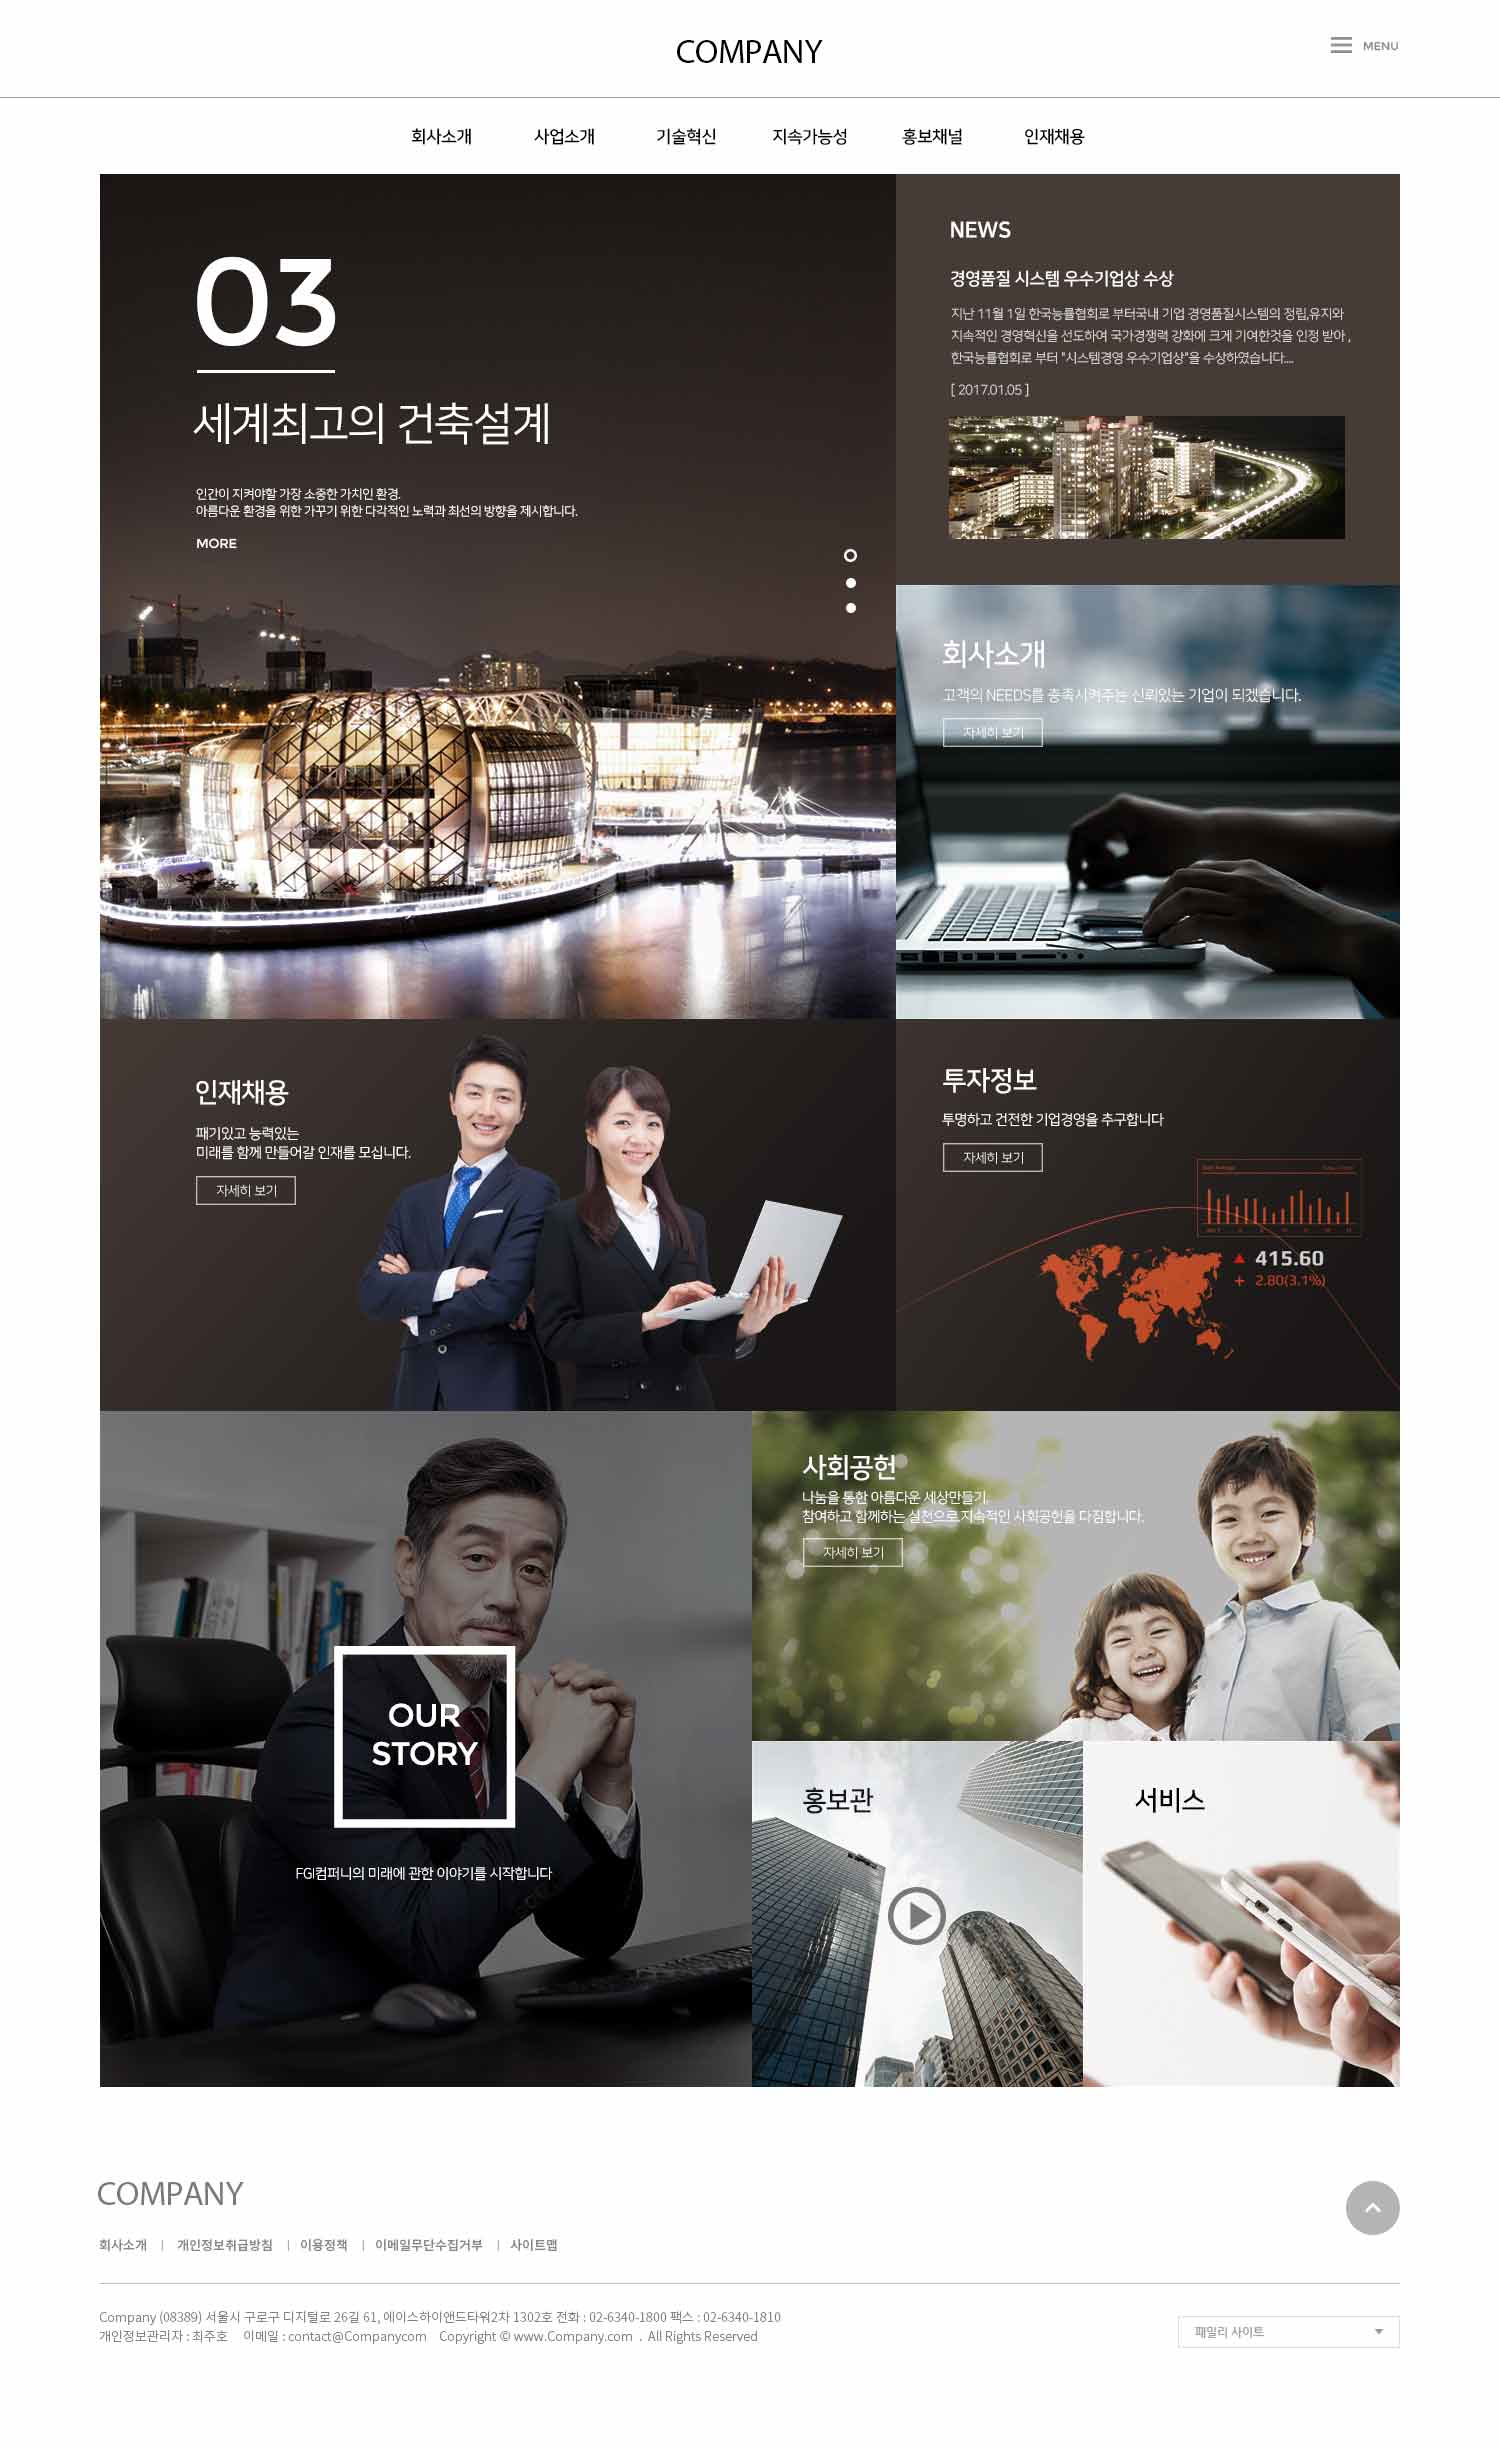 COMPANY
MENU
회사소개 사업소개 기술혁신 지속가능성 홍보채널 인재채용
03
세계최고의 건축설계
인간이 지켜야할 가장 소중한 가치인 환경.
아름다운 환경을 위한 가꾸기 위한 다각적인 노력과 최선의 방향을 제시합니다.
MORE
NEWS
경영품질 시스템 우수기업상 수상
지난 11월 1일 한국능률협회로 부터국내 기업 경영품질시스템의 정립,유지와
지속적인 경영혁신을 선도하여 국가경쟁력 강화에 크게 기여한것을 인정 받아 ,
한국능률협회로 부터 "시스템경영 우수기업상"을 수상하였습니다....
[ 2017.01.05 ]
회사소개
고객의 NEEDS를 충족시켜주는 신뢰있는 기업이 되겠습니다.
자세히 보기
인재채용
패기있고 능력있는
미래를 함께 만들어갈 인재를 모십니다.
자세히 보기
투자정보
투명하고 건전한 기업경영을 추구합니다
자세히 보기
415.60
2.80(3.1%)
OUR
STORY
FGI컴퍼니의 미래에 관한 이야기를 시작합니다
사회공헌
나눔을 통한 아름다운 세상만들기.
참여하고 함께하는 실천으로.지속적인 사회공헌을 다짐합니다.
자세히 보기
홍보관
서비스
COMPANY
회사소개 | 개인정보취급방침 | 이용정책 | 이메일무단수집거부 | 사이트맵
Company (08389) 서울시 구로구 디지털로 26길 61, 에이스하이앤드타워2차 1302호 전화 : 02-6340-1800 팩스 : 02-6340-1810
개인정보관리자 : 최주호 이메일 : contact@Companycom Copyright © www.Company.com . All Rights Reserved
패밀리 사이트